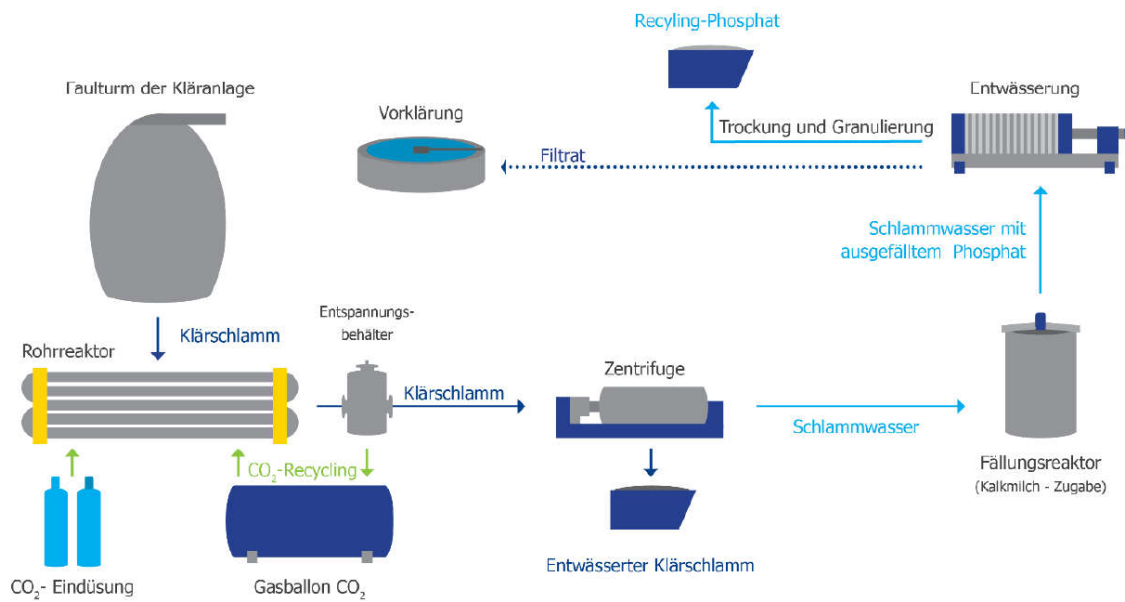 Recyling-Phosphat
Faulturm der Kläranlage
Vorklärung
Entwässerung
Trockung und Granulierung
Filtrat
Schlammwasser mit
ausgefälltem Phosphat
Entspannungs-
behälter
Klärschlamm
Rohrreaktor
Zentrifuge
Klärschlamm
Schlammwasser
CO₂-Recycling
Fällungsreaktor
(Kalkmilch - Zugabe)
CO₂- Eindüsung
Gasballon CO₂
Entwässerter Klärschlamm